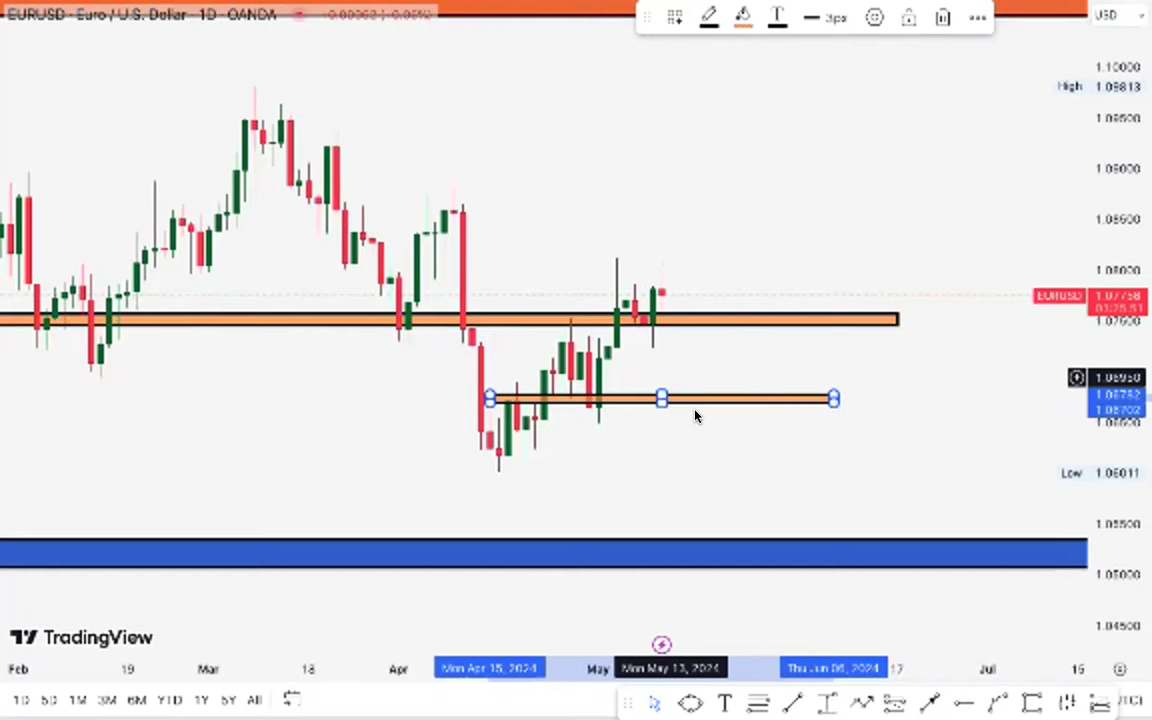 EURUSD · Euro / U.S. Dollar · 1D · OANDA
3px
USD
1.10000
High 1.09813
1.09500
1.09000
1.08500
1.08000
EURUSD 1.07758
1.07500
1.06950
1.06782
1.06702
1.06500
Low 1.06011
1.05500
1.05000
1.04500
TradingView
Feb 19 Mar 18 Apr Mon Apr 15, 2024 May Mon May 13, 2024 Thu Jun 06, 2024 17 Jul 15
1D 5D 1M 3M 6M YTD 1Y 5Y All